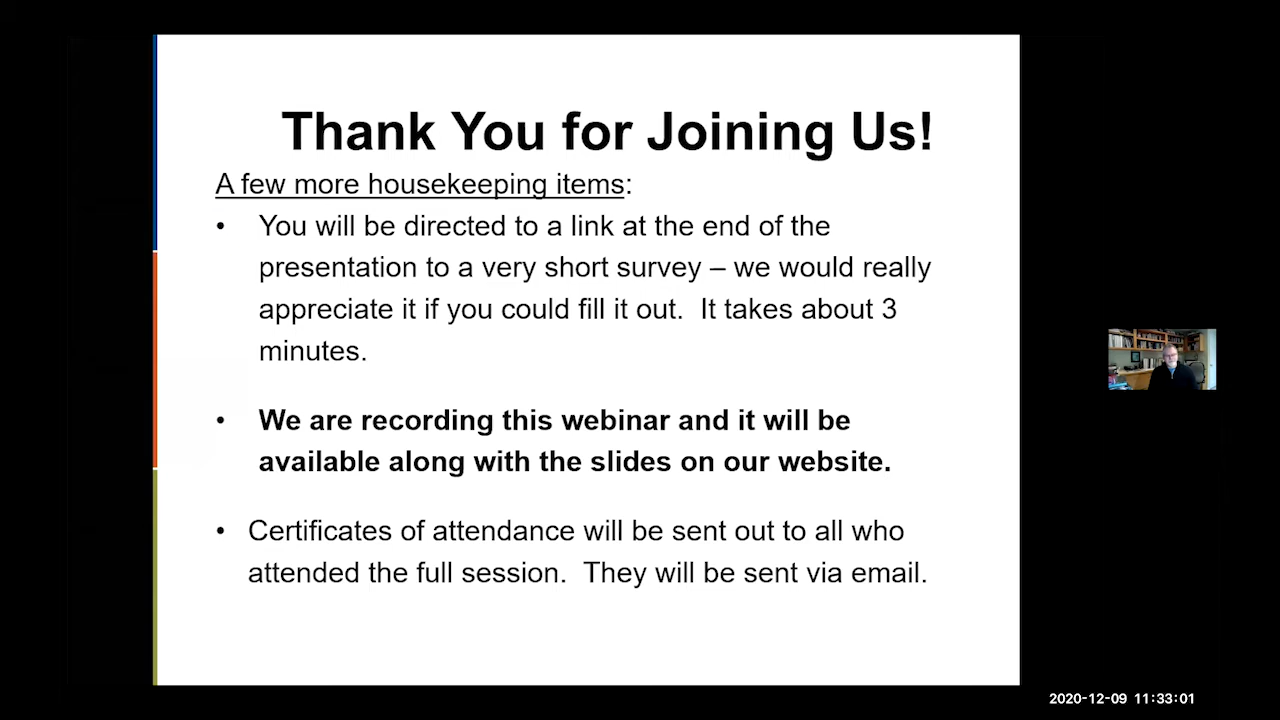 Thank You for Joining Us!
A few more housekeeping items:
• You will be directed to a link at the end of the
presentation to a very short survey – we would really
appreciate it if you could fill it out.  It takes about 3
minutes.
• We are recording this webinar and it will be
available along with the slides on our website.
• Certificates of attendance will be sent out to all who
attended the full session.  They will be sent via email.
2020-12-09 11:33:01